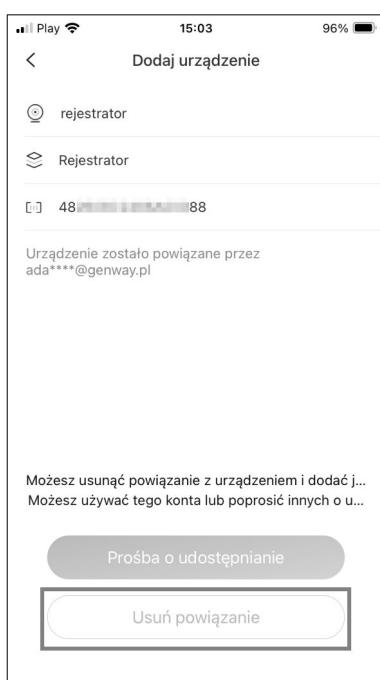 Play 15:03 96%
Dodaj urządzenie
rejestrator
Rejestrator
48 88
Urządzenie zostało powiązane przez
ada****@genway.pl
Możesz usunąć powiązanie z urządzeniem i dodać j...
Możesz używać tego konta lub poprosić innych o u...
Prośba o udostępnianie
Usuń powiązanie